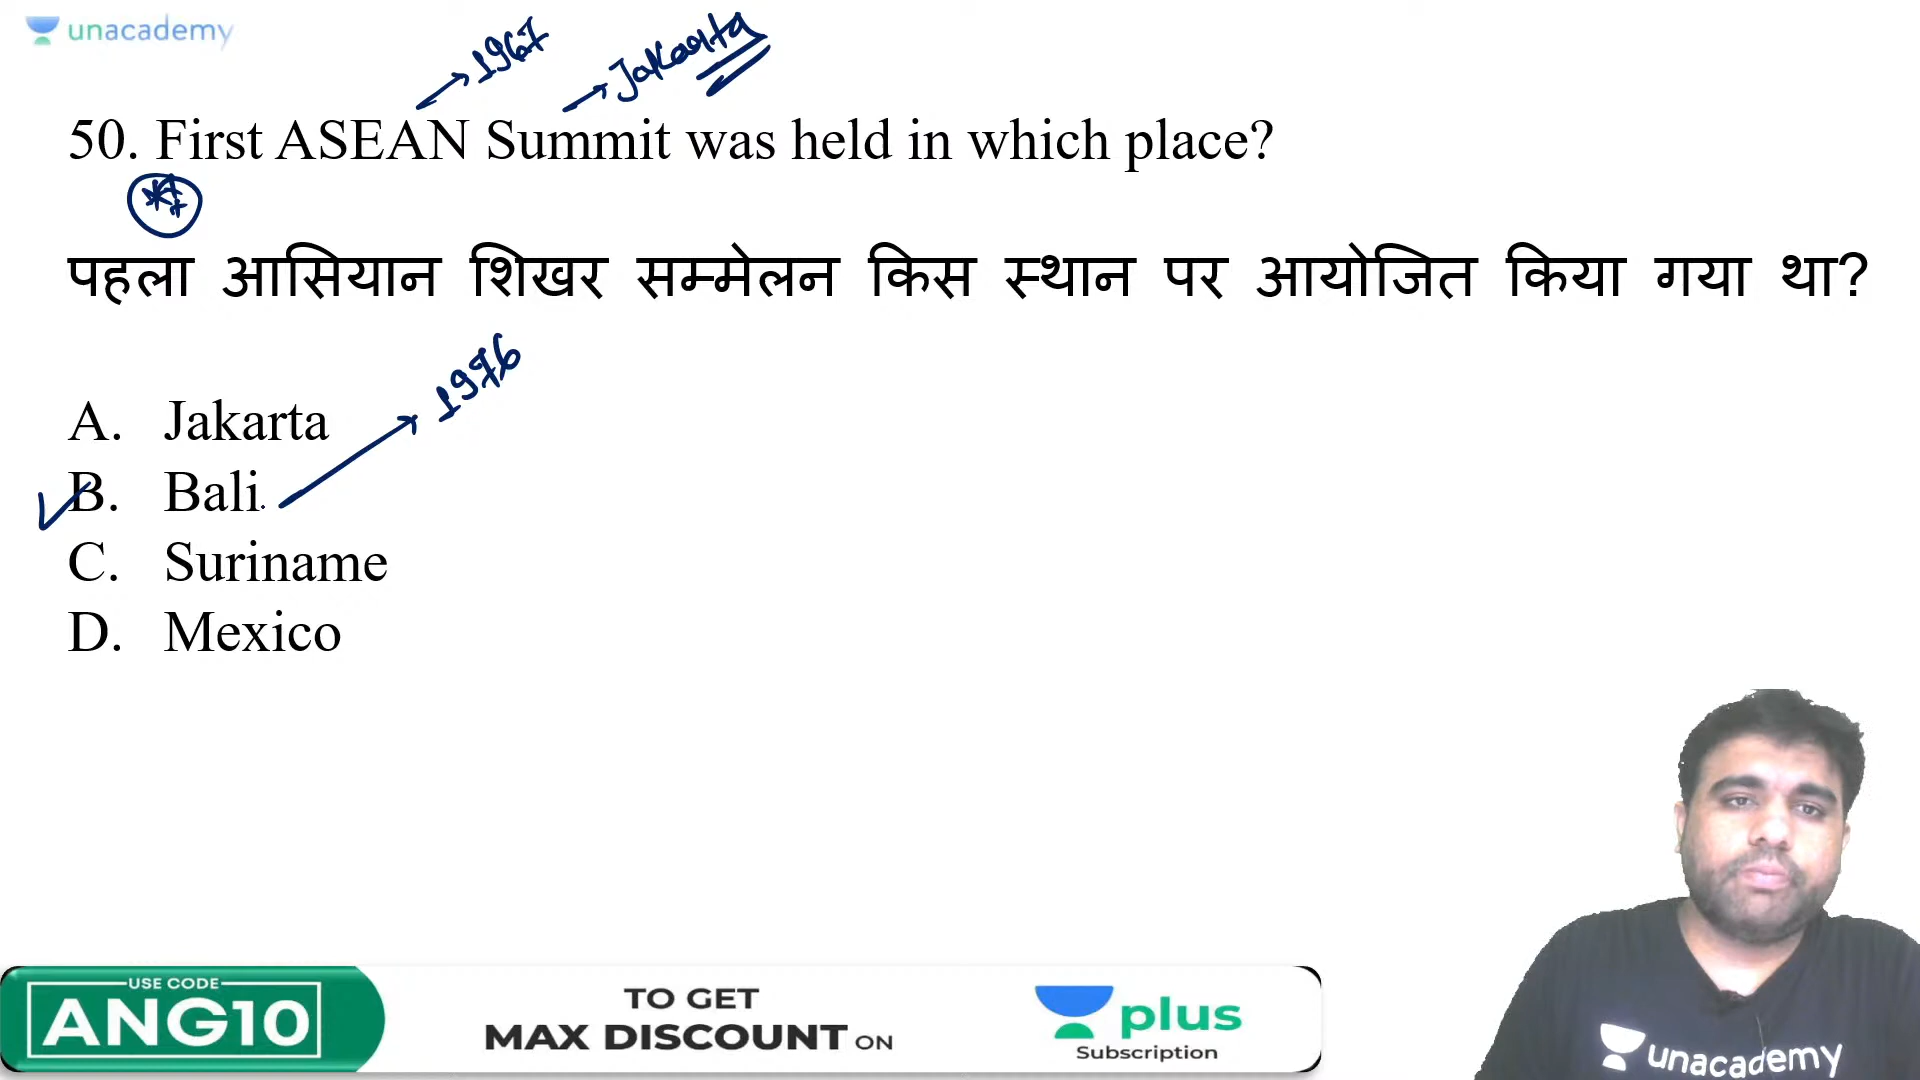 unacademy
1967
Jakarta
50. First ASEAN Summit was held in which place?
पहला आसियान शिखर सम्मेलन किस स्थान पर आयोजित किया गया था?
1976
A. Jakarta
B. Bali
C. Suriname
D. Mexico
USE CODE
ANG10
TO GET
MAX DISCOUNT ON
plus
Subscription
unacademy